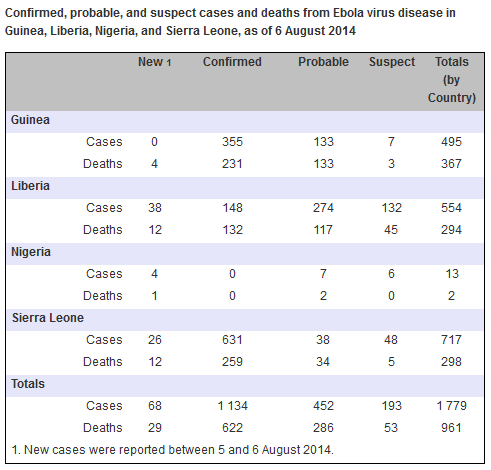 Confirmed, probable, and suspect cases and deaths from Ebola virus disease in
Guinea, Liberia, Nigeria, and Sierra Leone, as of 6 August 2014
New 1 Confirmed Probable Suspect Totals
(by
Country)
Guinea
Cases 0 355 133 7 495
Deaths 4 231 133 3 367
Liberia
Cases 38 148 274 132 554
Deaths 12 132 117 45 294
Nigeria
Cases 4 0 7 6 13
Deaths 1 0 2 0 2
Sierra Leone
Cases 26 631 38 48 717
Deaths 12 259 34 5 298
Totals
Cases 68 1 134 452 193 1 779
Deaths 29 622 286 53 961
1. New cases were reported between 5 and 6 August 2014.